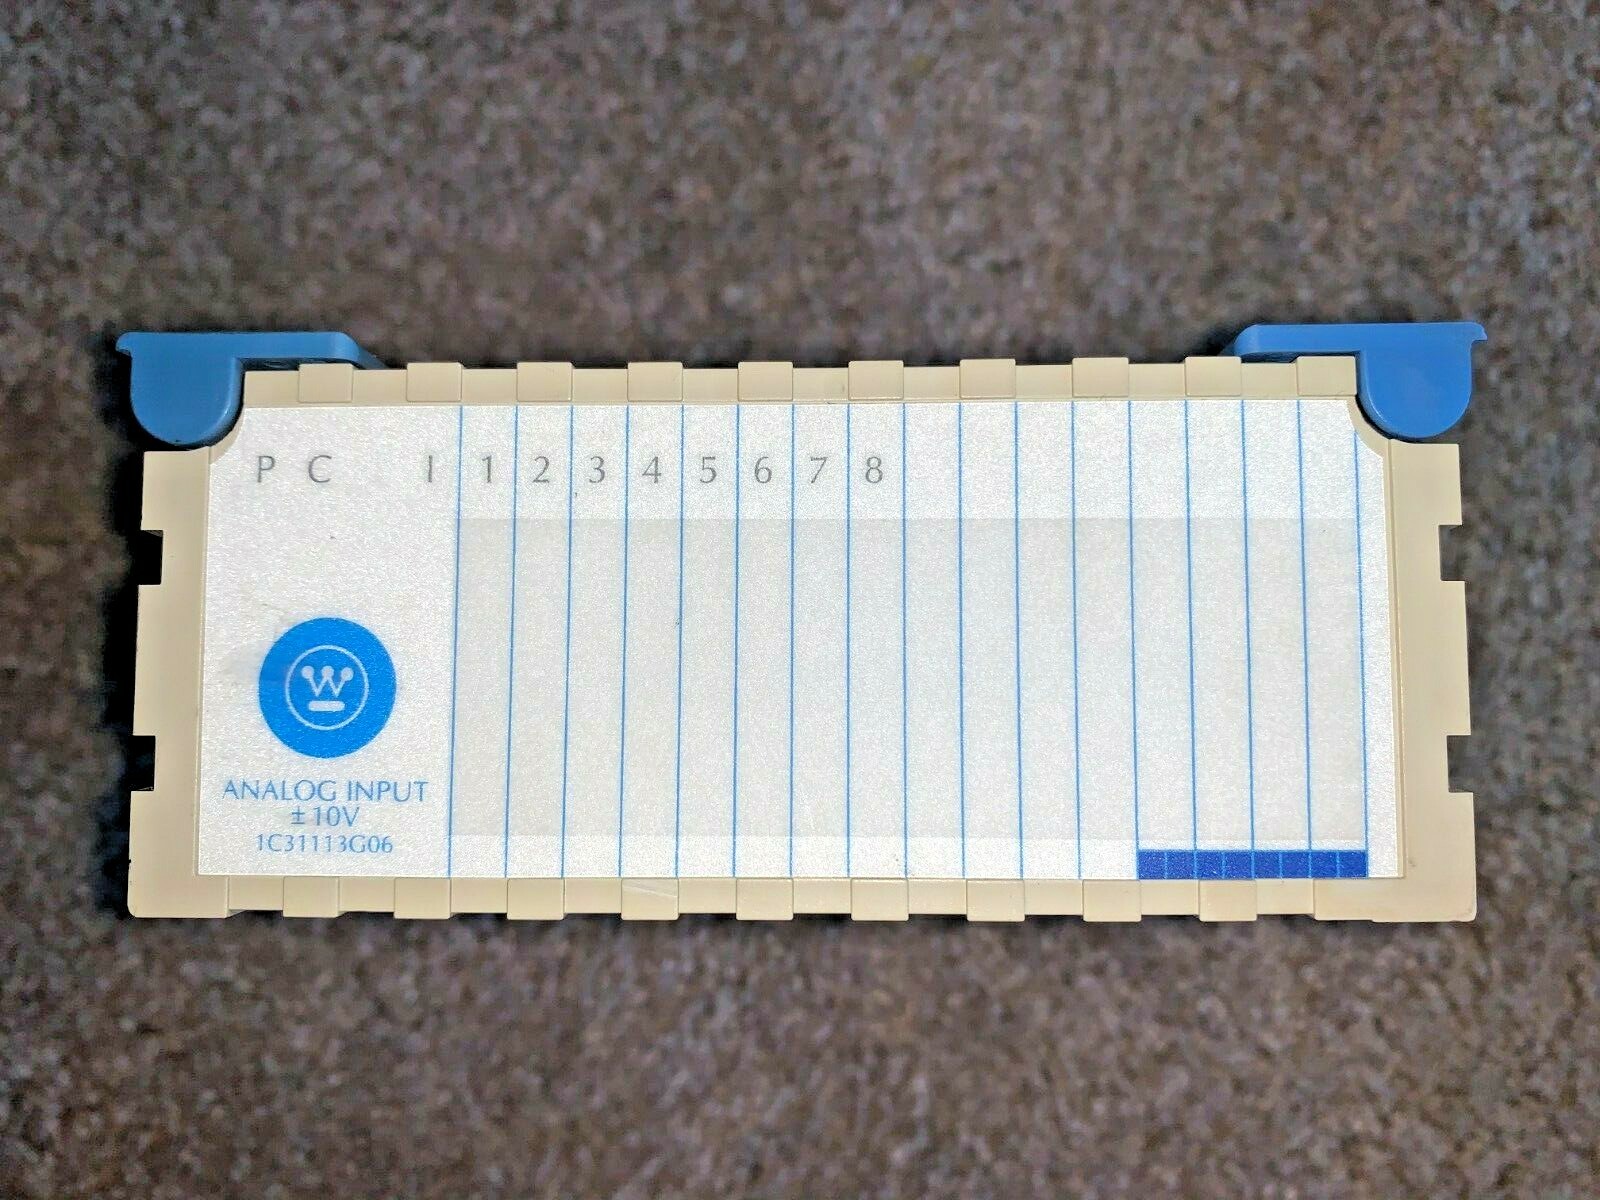 P C I 1 2 3 4 5 6 7 8
W
ANALOG INPUT
± 10V
1C31113G06